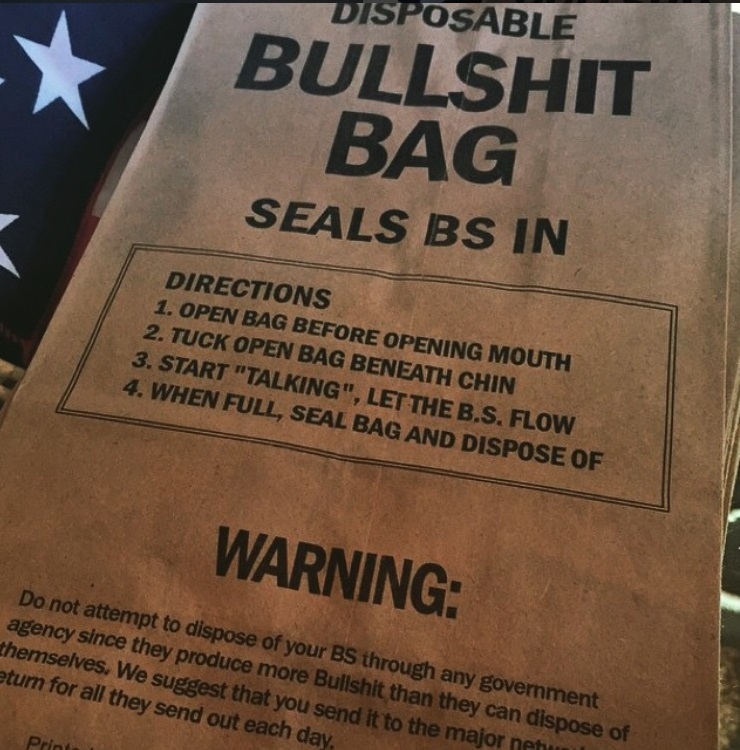 DISPOSABLE
BULLSHIT
BAG
SEALS BS IN
DIRECTIONS
1. OPEN BAG BEFORE OPENING MOUTH
2. TUCK OPEN BAG BENEATH CHIN
3. START "TALKING", LET THE B.S. FLOW
4. WHEN FULL, SEAL BAG AND DISPOSE OF
WARNING:
Do not attempt to dispose of your BS through any government
agency since they produce more Bullshit than they can dispose of
themselves. We suggest that you send it to the major
for all they send out each day.